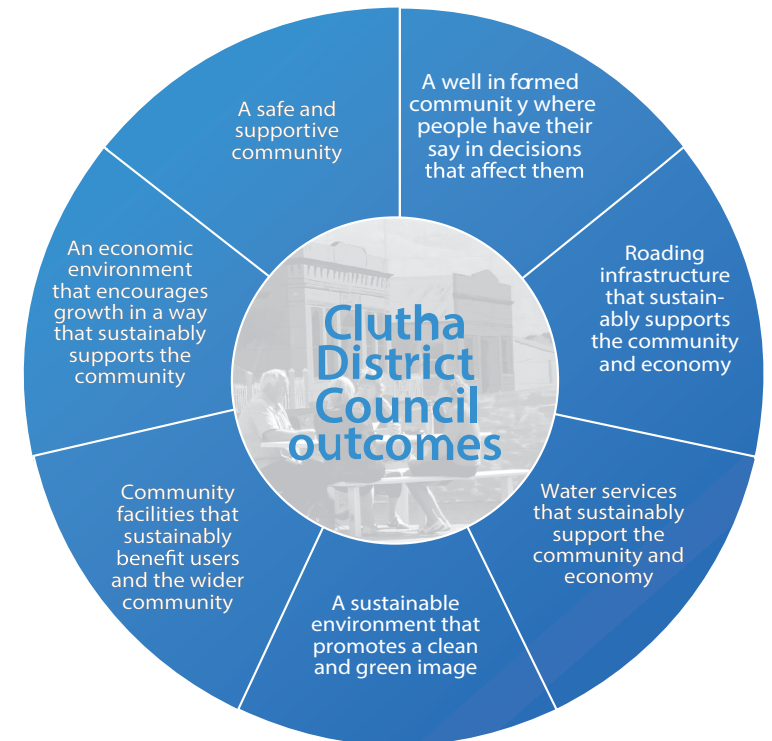 A safe and
supportive
community
A well in formed
communit y where
people have their
say in decisions
that affect them
An economic
environment
that encourages
growth in a way
that sustainably
supports the
community
Roading
infrastructure
that sustain-
ably supports
the community
and economy
Clutha
District
Council
outcomes
Community
facilities that
sustainably
benefit users
and the wider
community
Water services
that sustainably
support the
community and
economy
A sustainable
environment that
promotes a clean
and green image